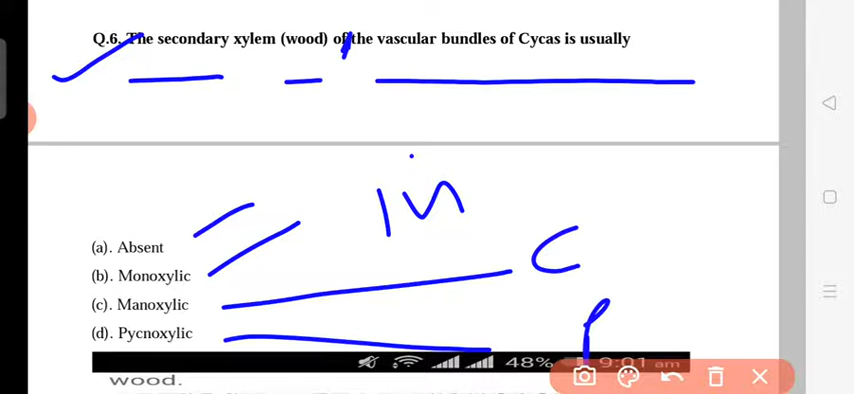 Q.6. The secondary xylem (wood) of the vascular bundles of Cycas is usually
in
(a). Absent
C
(b). Monoxylic
(c). Manoxylic
(d). Pycnoxylic
P
48% 9:01 am
wood.